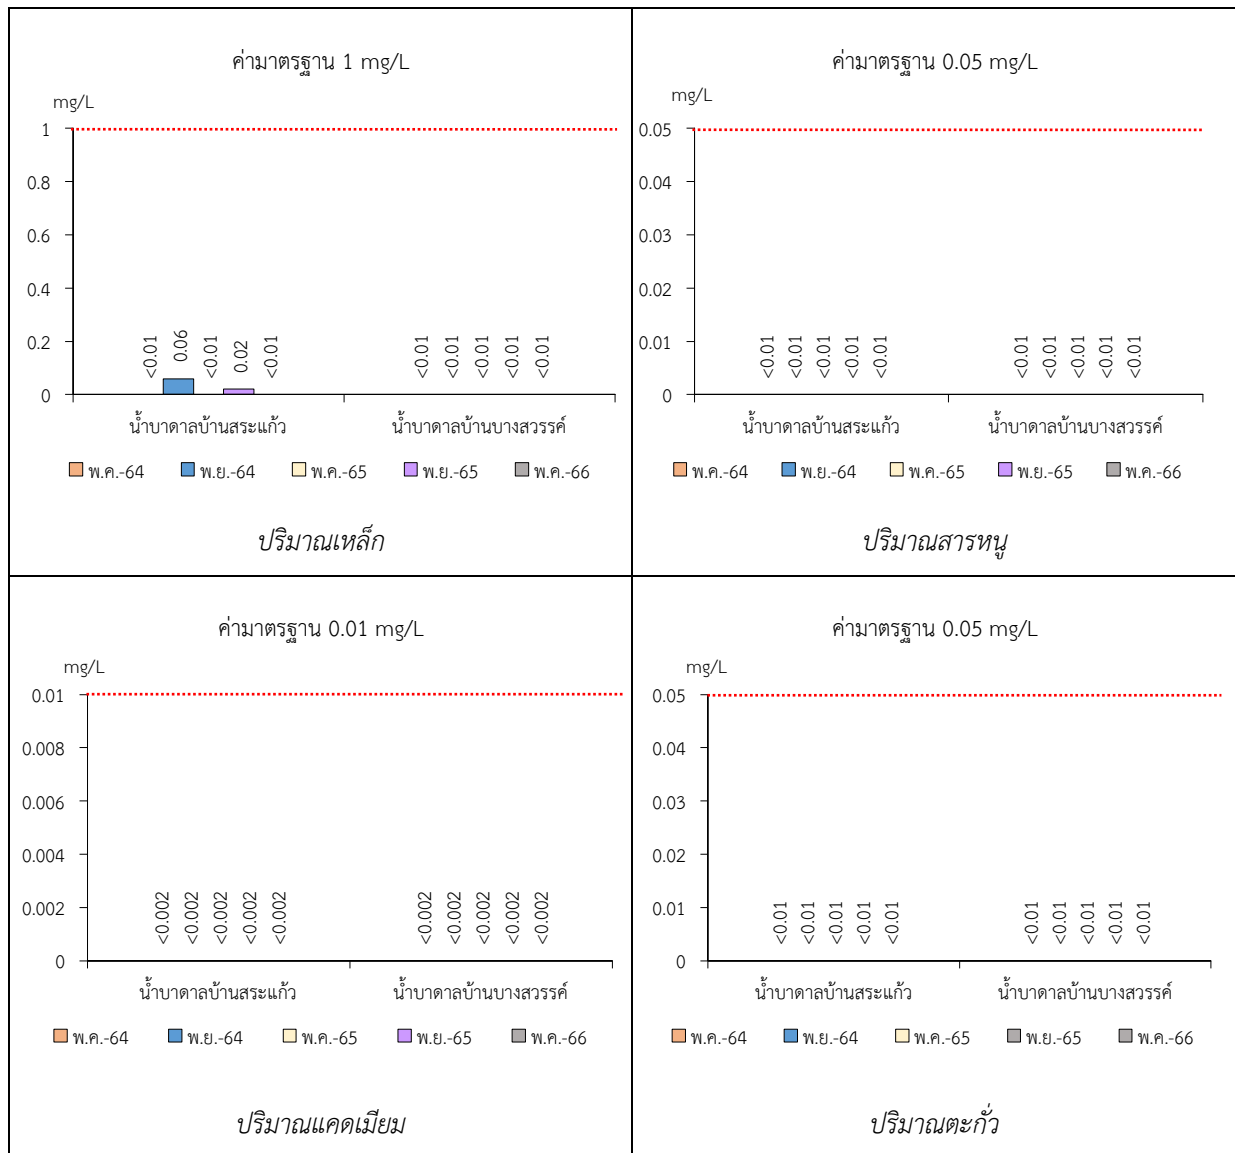 ค่ามาตรฐาน 1 mg/L
mg/L
1
0.8
0.6
0.4
0.2
0
<0.01 0.06 <0.01 0.02 <0.01 <0.01 <0.01 <0.01 <0.01 <0.01
น้ำบาดาลบ้านสระแก้ว น้ำบาดาลบ้านบางสวรรค์
พ.ค.-64 พ.ย.-64 พ.ค.-65 พ.ย.-65 พ.ค.-66
ปริมาณเหล็ก
ค่ามาตรฐาน 0.05 mg/L
mg/L
0.05
0.04
0.03
0.02
0.01
0
<0.01 <0.01 <0.01 <0.01 <0.01 <0.01 <0.01 <0.01 <0.01 <0.01
น้ำบาดาลบ้านสระแก้ว น้ำบาดาลบ้านบางสวรรค์
พ.ค.-64 พ.ย.-64 พ.ค.-65 พ.ย.-65 พ.ค.-66
ปริมาณสารหนู
ค่ามาตรฐาน 0.01 mg/L
mg/L
0.01
0.008
0.006
0.004
0.002
0
<0.002 <0.002 <0.002 <0.002 <0.002 <0.002 <0.002 <0.002 <0.002 <0.002
น้ำบาดาลบ้านสระแก้ว น้ำบาดาลบ้านบางสวรรค์
พ.ค.-64 พ.ย.-64 พ.ค.-65 พ.ย.-65 พ.ค.-66
ปริมาณแคดเมียม
ค่ามาตรฐาน 0.05 mg/L
mg/L
0.05
0.04
0.03
0.02
0.01
0
<0.01 <0.01 <0.01 <0.01 <0.01 <0.01 <0.01 <0.01 <0.01 <0.01
น้ำบาดาลบ้านสระแก้ว น้ำบาดาลบ้านบางสวรรค์
พ.ค.-64 พ.ย.-64 พ.ค.-65 พ.ย.-65 พ.ค.-66
ปริมาณตะกั่ว